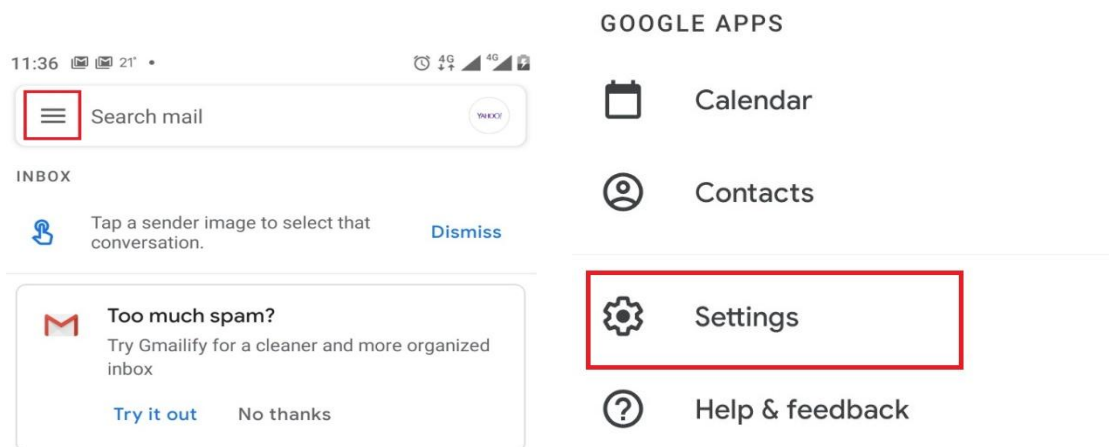 11:36 21° •
4G 4G
Search mail
YAHOO!
INBOX
Tap a sender image to select that
conversation.
Dismiss
Too much spam?
Try Gmailify for a cleaner and more organized
inbox
Try it out No thanks
GOOGLE APPS
Calendar
Contacts
Settings
Help & feedback